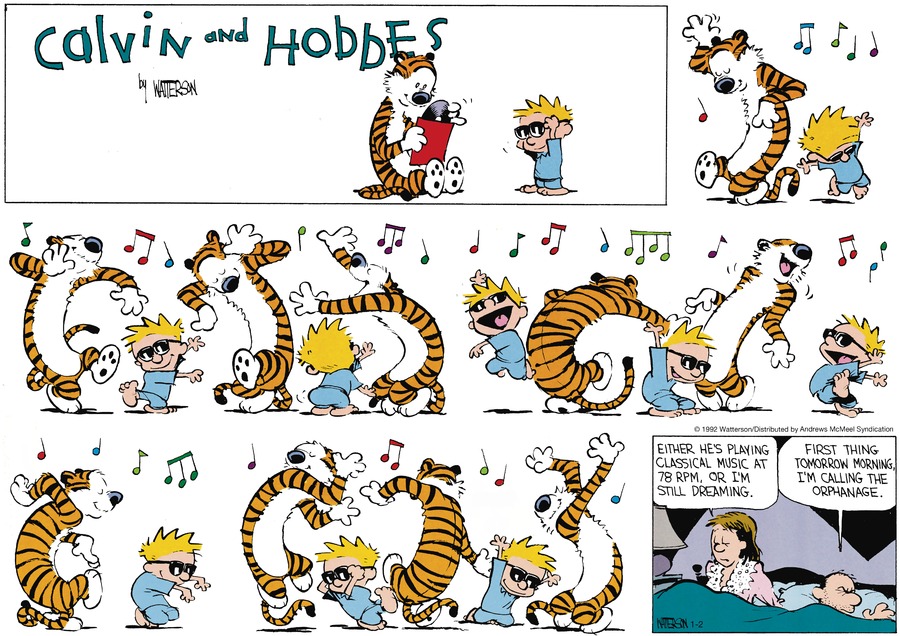 Calvin and Hobbes
by WATTERSON
© 1992 Watterson/Distributed by Andrews McMeel Syndication
EITHER HE'S PLAYING
CLASSICAL MUSIC AT
78 RPM, OR I'M
STILL DREAMING.
FIRST THING
TOMORROW MORNING,
I'M CALLING THE
ORPHANAGE.
WATTERSON 1-2